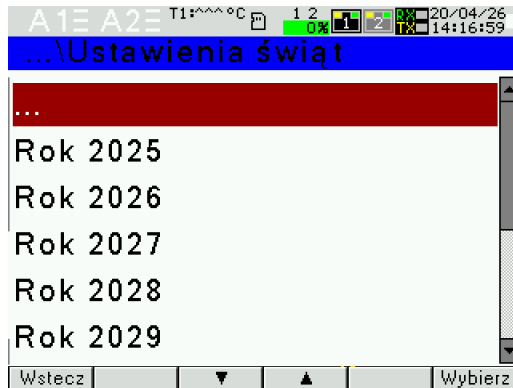 A1 A2 T1:^^^°C 1 2 0% 1 2 RX TX 20/04/26 14:16:59
...\Ustawienia świąt
...
Rok 2025
Rok 2026
Rok 2027
Rok 2028
Rok 2029
Wstecz ▼ ▲ Wybierz